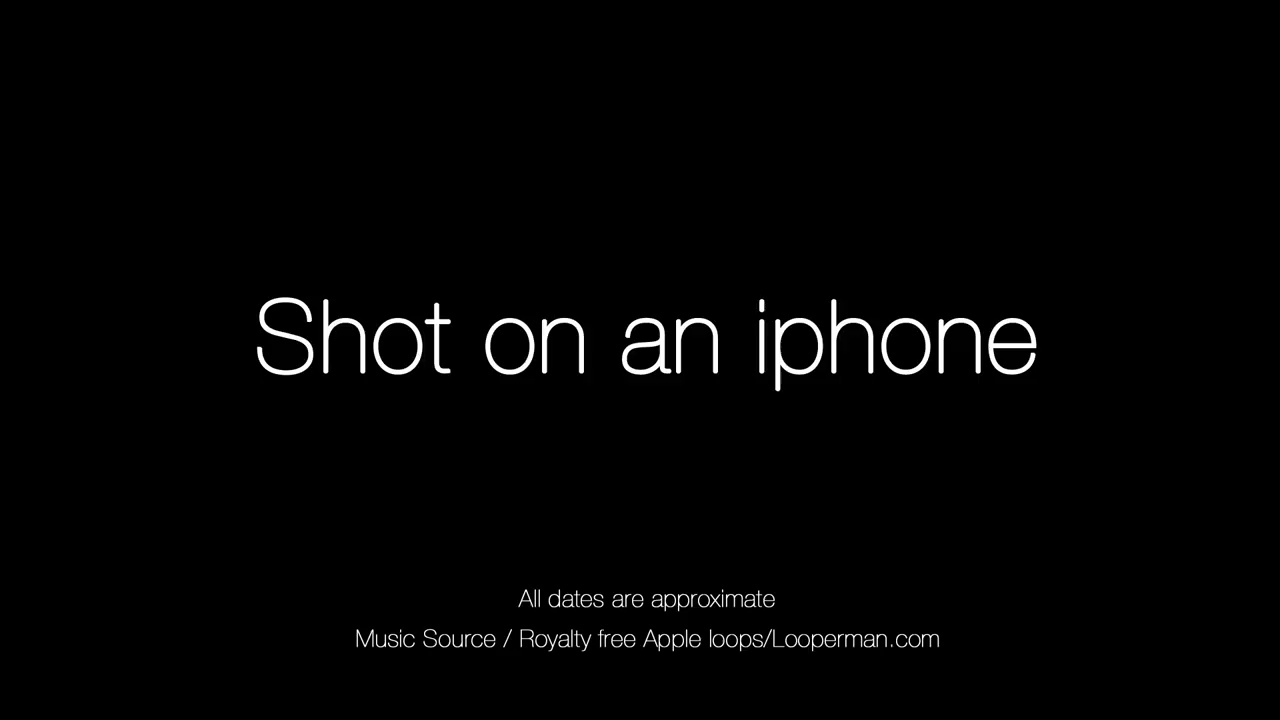 Shot on an iphone
All dates are approximate
Music Source / Royalty free Apple loops/Looperman.com